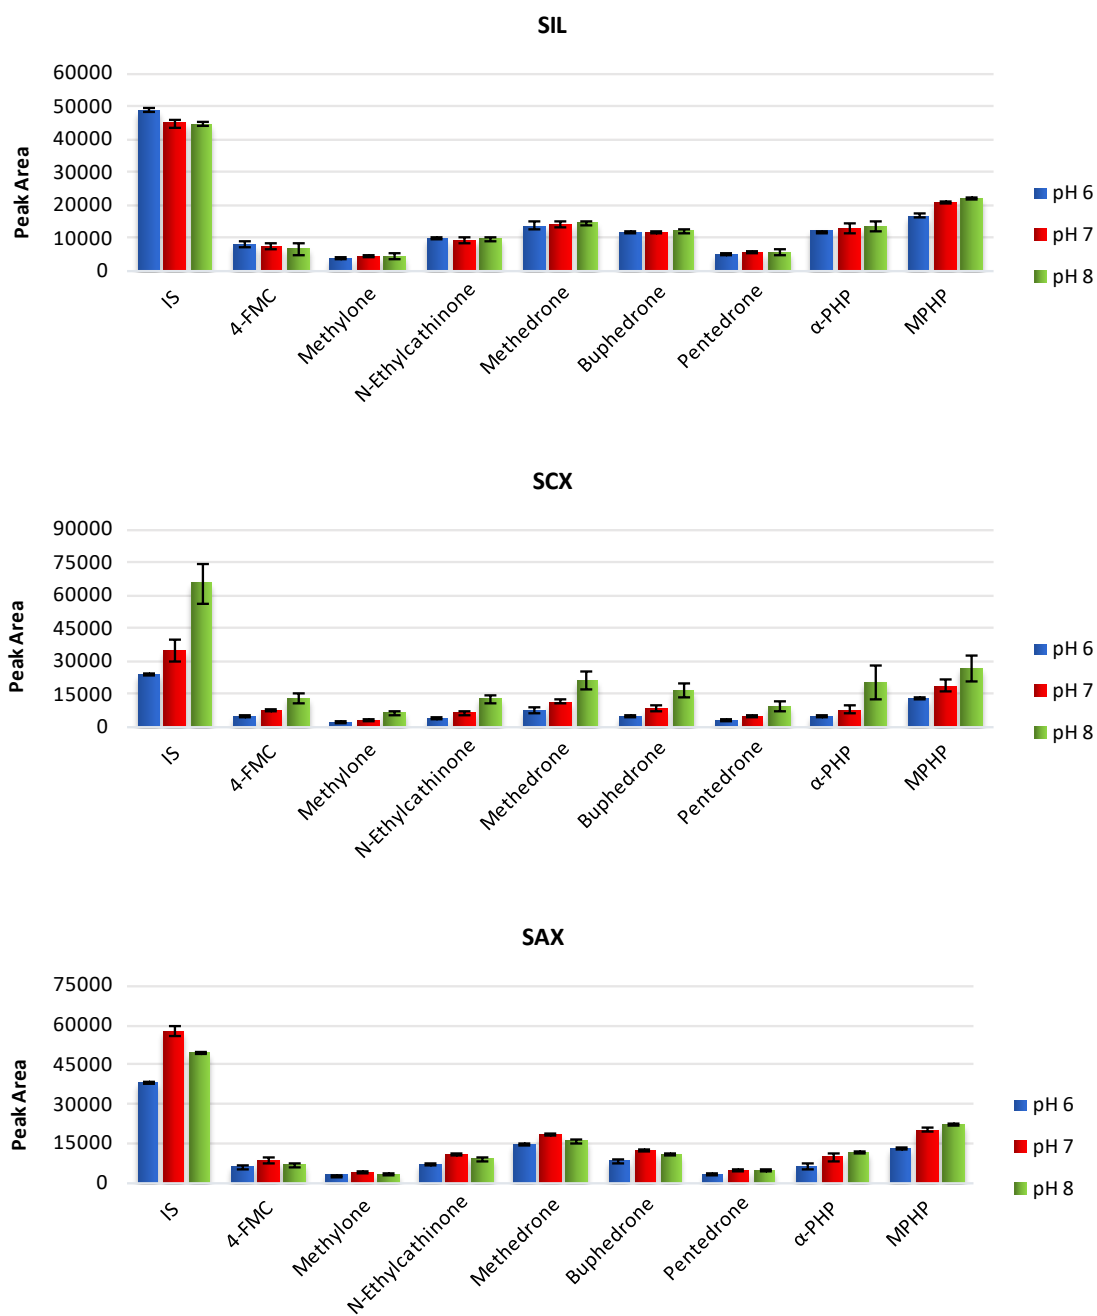 SIL
Peak Area
60000
50000
40000
30000
20000
10000
0
IS
4-FMC
Methylone
N-Ethylcathinone
Methedrone
Buphedrone
Pentedrone
α-PHP
MPHP
pH 6
pH 7
pH 8
SCX
Peak Area
90000
75000
60000
45000
30000
15000
0
IS
4-FMC
Methylone
N-Ethylcathinone
Methedrone
Buphedrone
Pentedrone
α-PHP
MPHP
pH 6
pH 7
pH 8
SAX
Peak Area
75000
60000
45000
30000
15000
0
IS
4-FMC
Methylone
N-Ethylcathinone
Methedrone
Buphedrone
Pentedrone
α-PHP
MPHP
pH 6
pH 7
pH 8